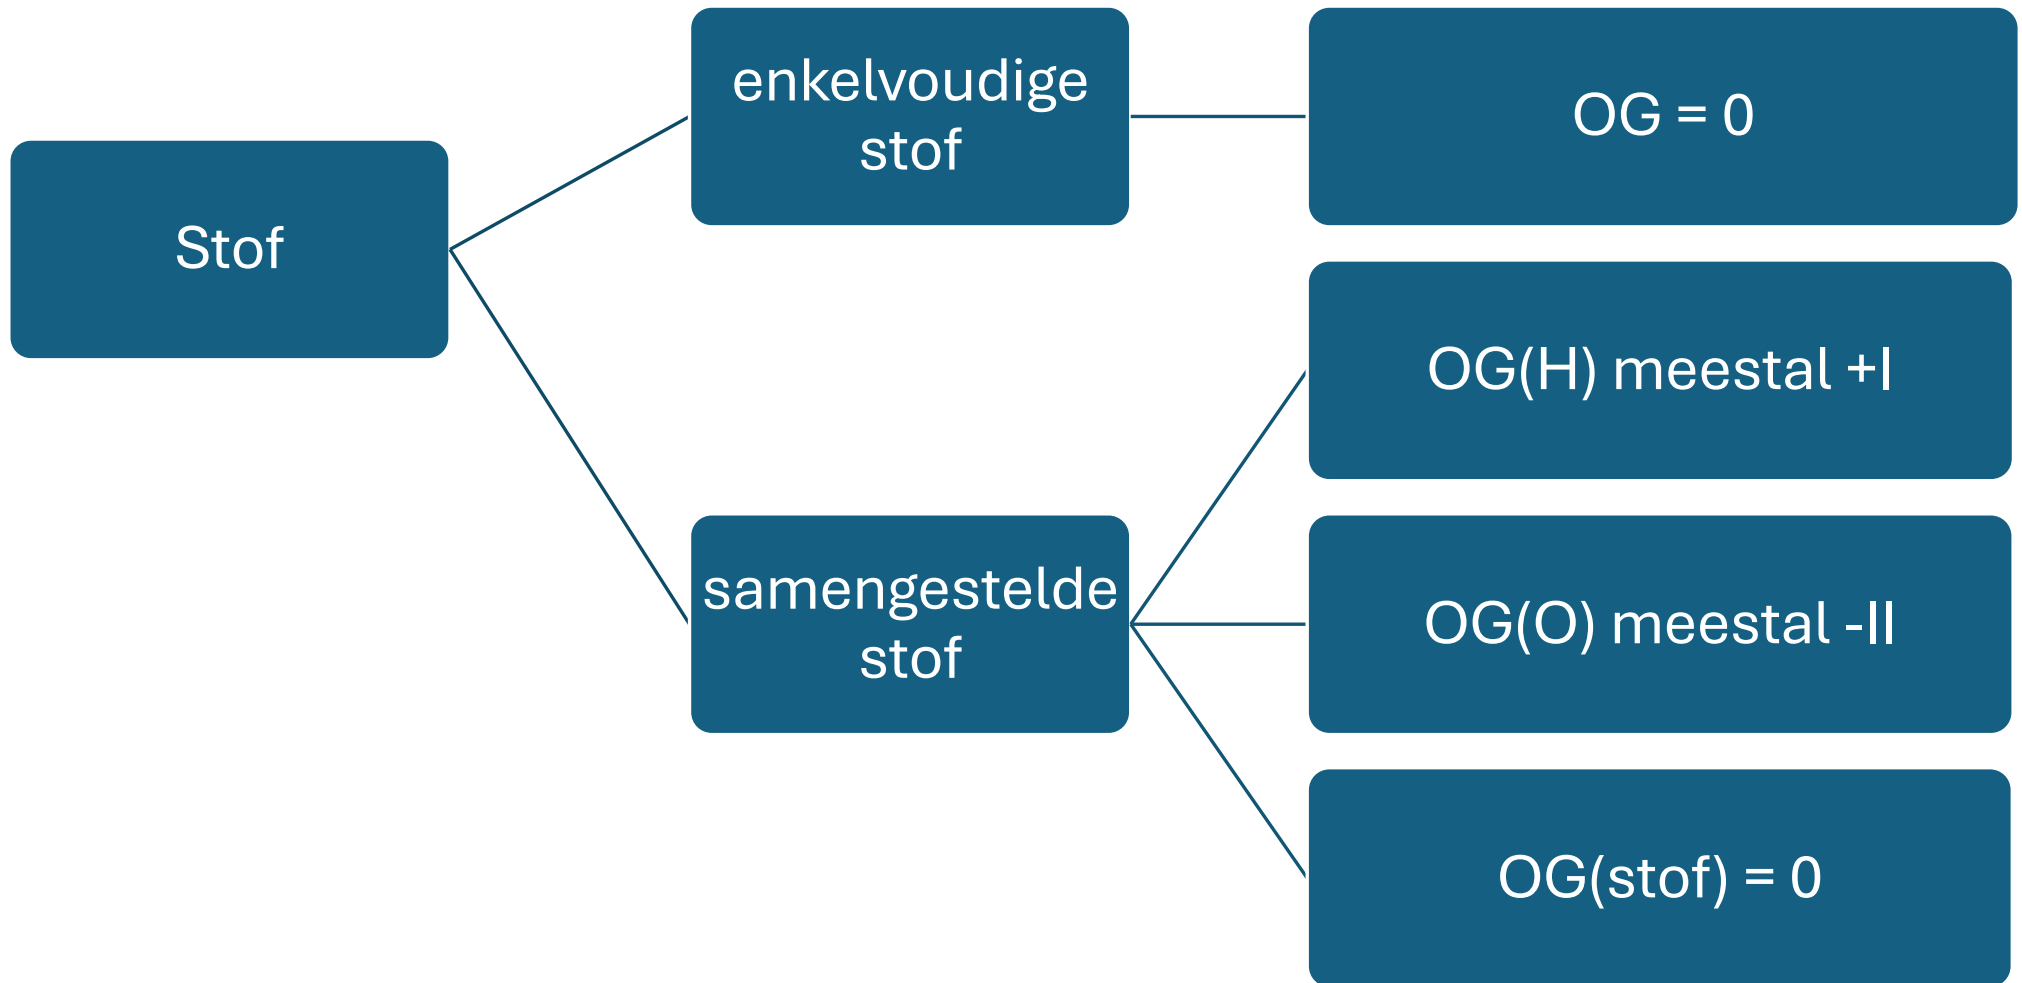 Stof
enkelvoudige
stof
OG = 0
samengestelde
stof
OG(H) meestal +I
OG(O) meestal -II
OG(stof) = 0